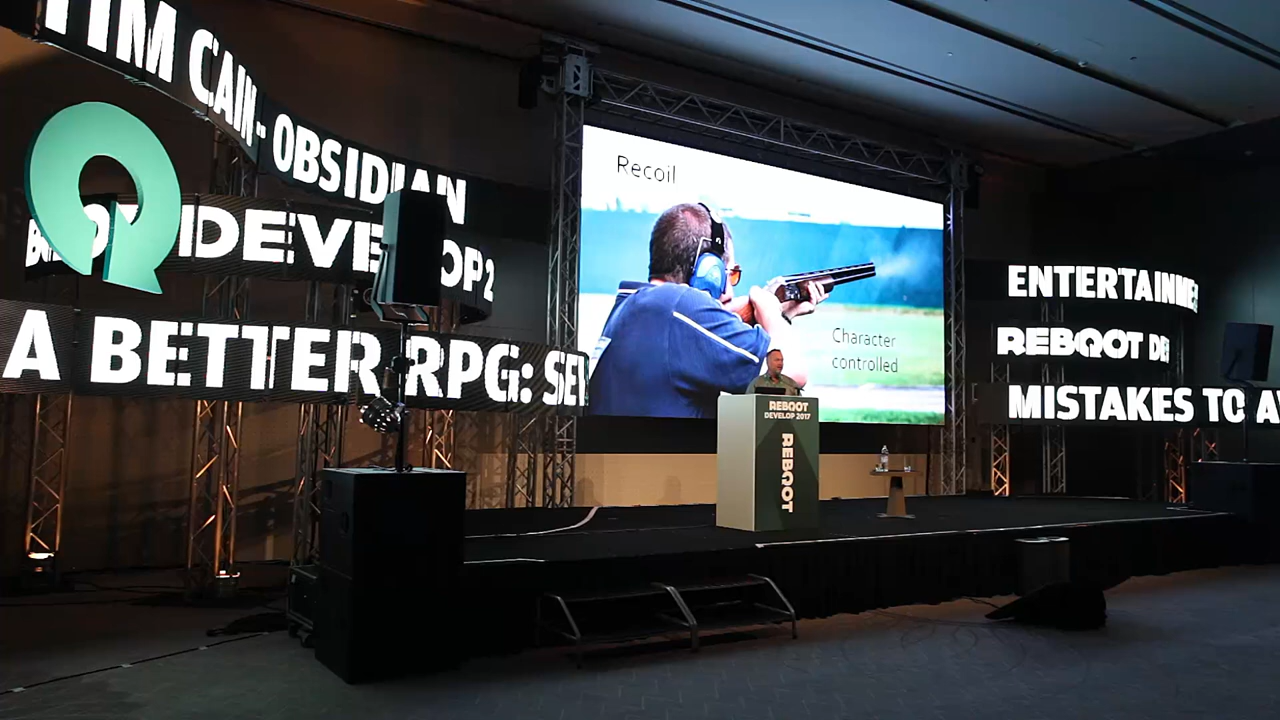 TIM CAIN - OBSIDIAN
DEVE OP2
A BETTER RPG: SE
Recoil
Character
controlled
ENTERTAINME
REBOOT DE
MISTAKES TO A
REBOOT
DEVELOP 2017
REBOOT